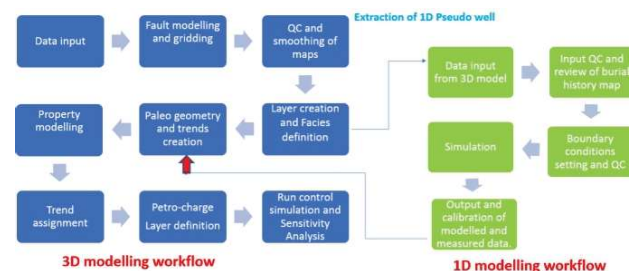 Extraction of 1D Pseudo well
Data input
Fault modelling
and gridding
QC and
smoothing of
maps
Layer creation
and Facies
definition
Paleo geometry
and trends
creation
Property
modelling
Trend
assignment
Petro-charge
Layer definition
Run control
simulation and
Sensitivity
Analysis
3D modelling workflow
Data input
from 3D model
Input QC and
review of burial
history map
Boundary
conditions
setting and QC
Simulation
Output and
calibration of
modelled and
measured data.
1D modelling workflow